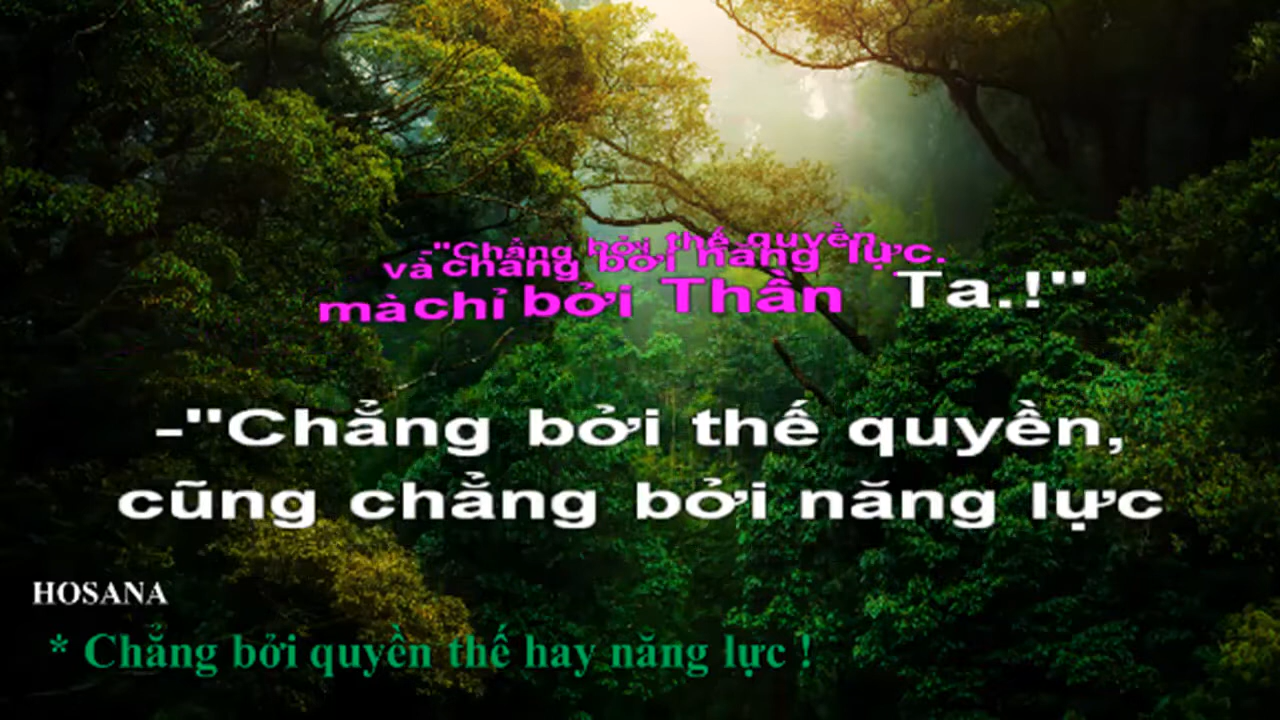 -"Chẳng bởi thế quyền,
và chẳng bởi năng lực.
mà chỉ bởi Thần Ta.!"
-"Chẳng bởi thế quyền,
cũng chẳng bởi năng lực
HOSANA
* Chẳng bởi quyền thế hay năng lực !